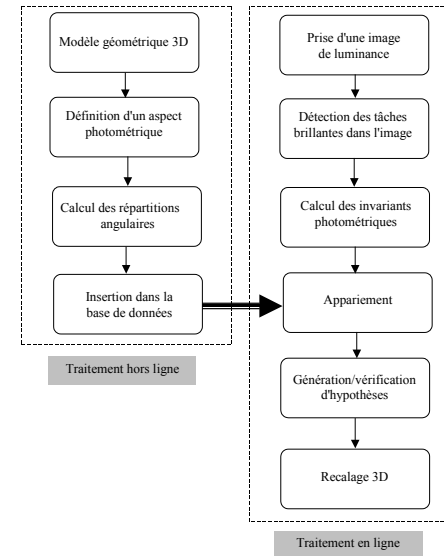 Modèle géométrique 3D
Définition d'un aspect
photométrique
Calcul des répartitions
angulaires
Insertion dans la
base de données
Traitement hors ligne
Prise d'une image
de luminance
Détection des tâches
brillantes dans l'image
Calcul des invariants
photométriques
Appariement
Génération/vérification
d'hypothèses
Recalage 3D
Traitement en ligne